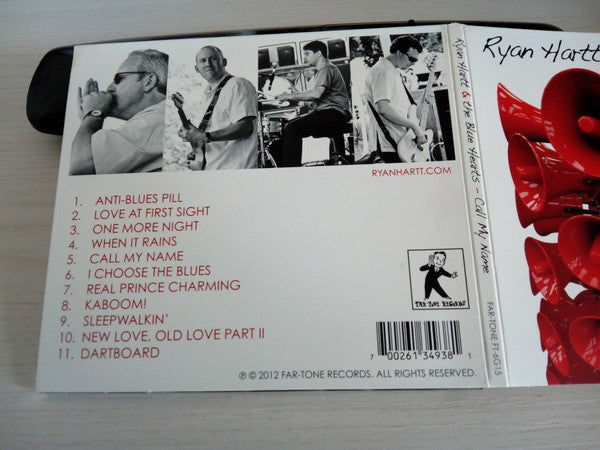 RYANHARTT.COM
1. ANTI-BLUES PILL
2. LOVE AT FIRST SIGHT
3. ONE MORE NIGHT
4. WHEN IT RAINS
5. CALL MY NAME
6. I CHOOSE THE BLUES
7. REAL PRINCE CHARMING
8. KABOOM!
9. SLEEPWALKIN'
10. NEW LOVE, OLD LOVE PART II
11. DARTBOARD
FAR-TONE RECORDS
7 00261 34938 1
℗ © 2012 FAR-TONE RECORDS. ALL RIGHTS RESERVED.
Ryan Hartt & the Blue Hearts - Call My Name
FAR-TONE FT-6G15
Ryan Hartt